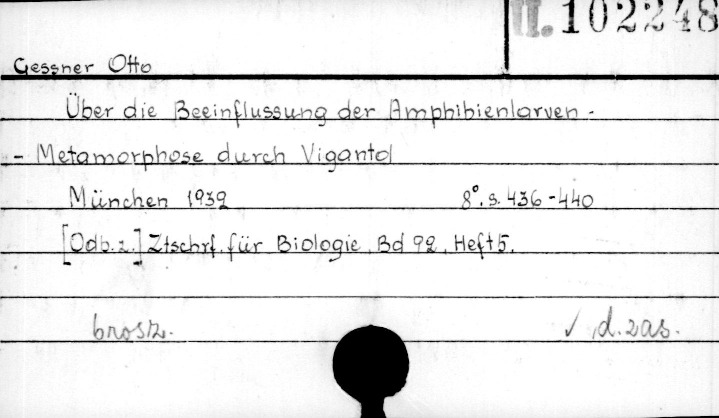 II. 102248
Gessner Otto
Über die Beeinflussung der Amphibienlarven -
- Metamorphose durch Vigantol
München 1932 8°. s. 436-440
[Odb. z.] Ztschrf. für Biologie. Bd 92. Heft 5.
brosz. ✓ d. zas.